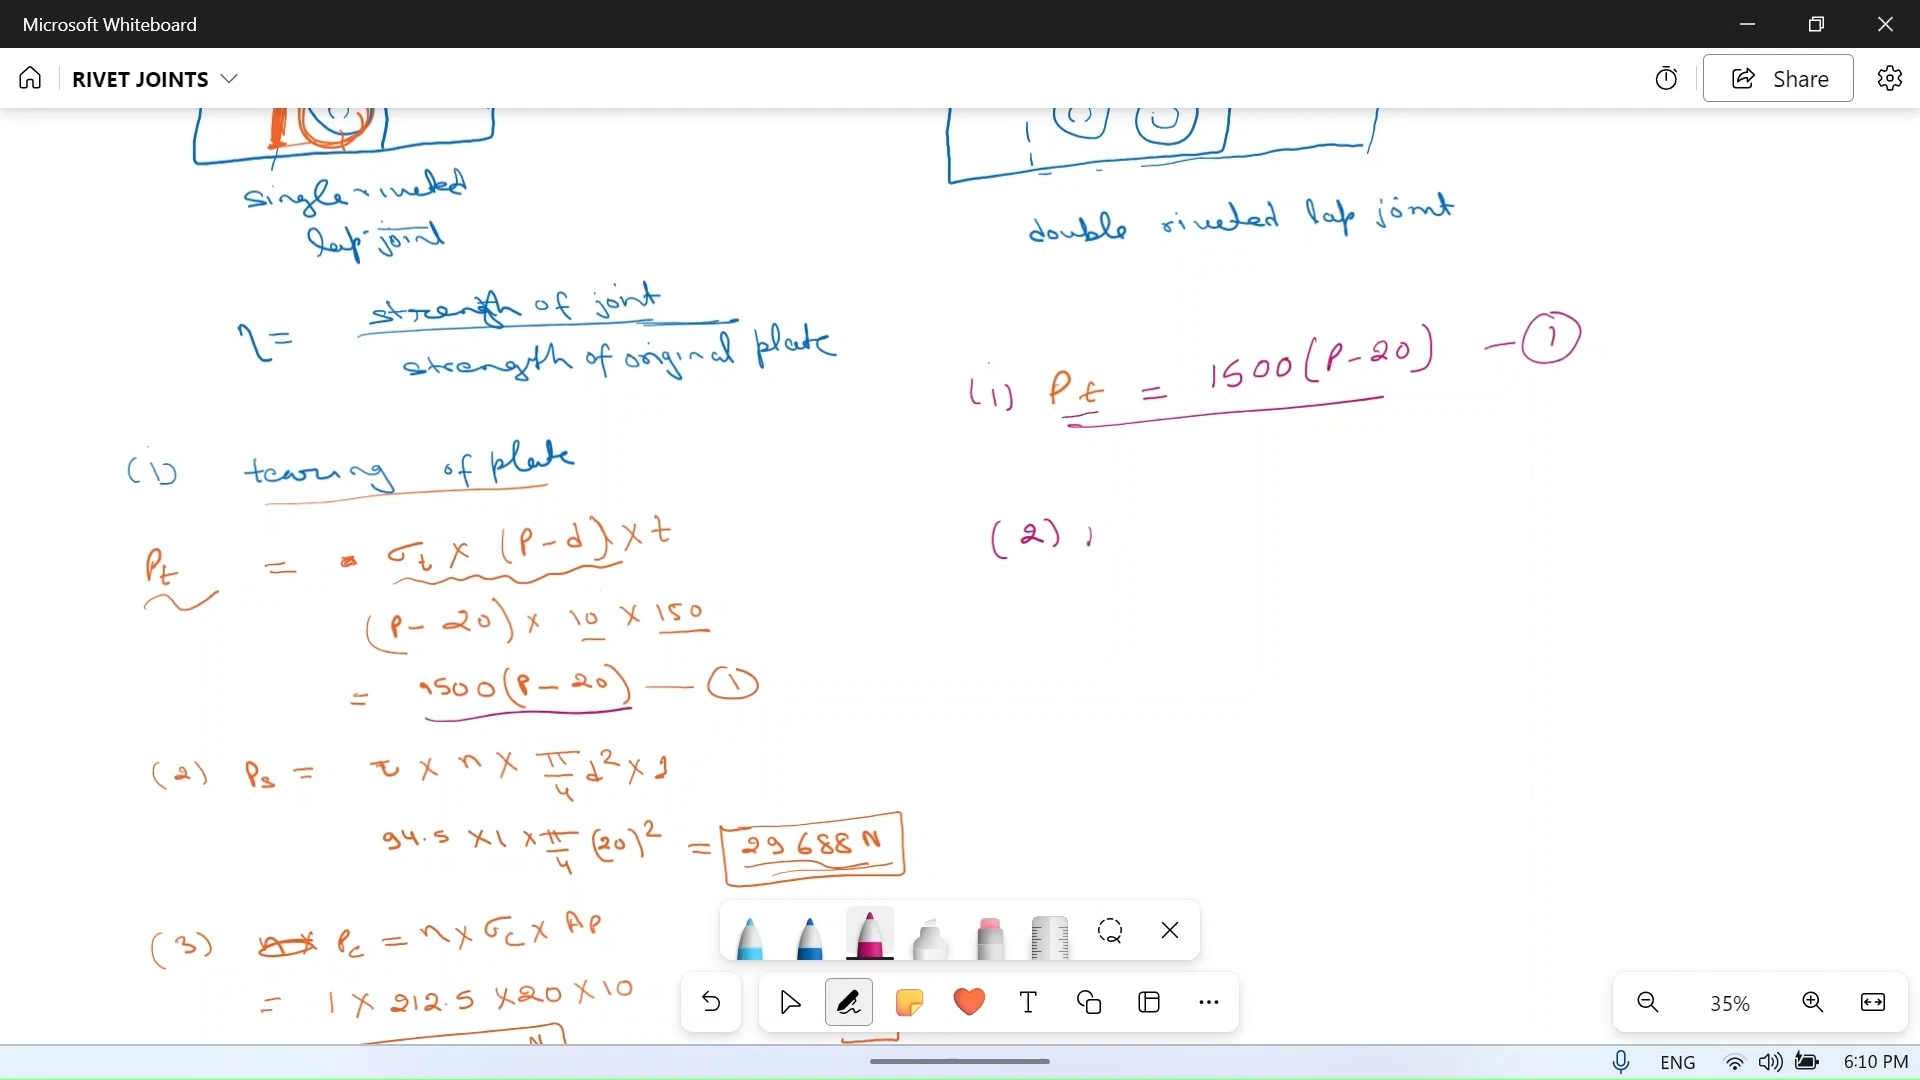 Microsoft Whiteboard
RIVET JOINTS
Share
single riveted
lap joint
double riveted lap joint
η = strength of joint
strength of original plate
(i) Pt = 1500(P-20) — ①
(i) tearing of plate
Pt = σt × (P-d) × t
(P-20) × 10 × 150
= 1500(P-20) — ①
(2)
(2) Ps = τ × n × π/4 d² × 1
94.5 × 1 × π/4 (20)² = 29688 N
(3) Pc = n × σc × Ap
= 1 × 212.5 × 20 × 10
N
35%
ENG
6:10 PM